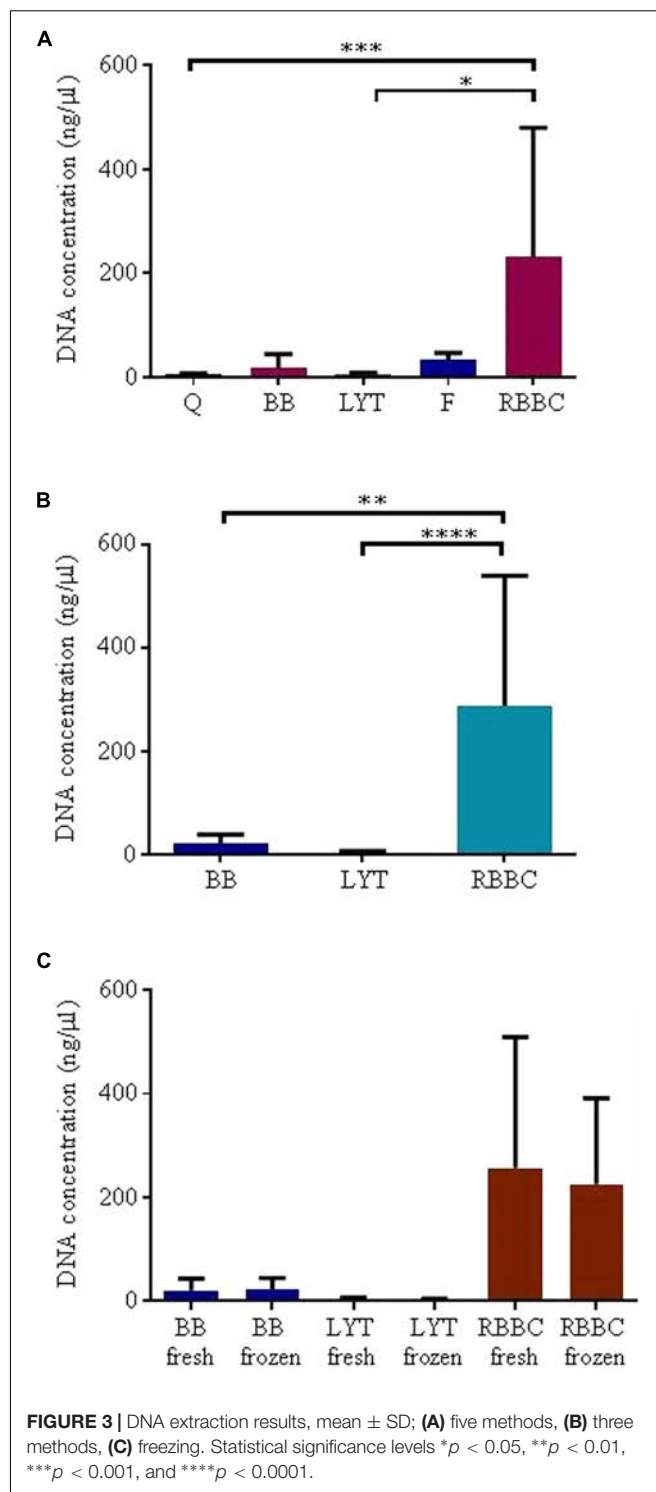 A
***
*
600
400
200
0
DNA concentration (ng/µl)
Q BB LYT F RBBC
B
**
****
600
400
200
0
DNA concentration (ng/µl)
BB LYT RBBC
C
600
400
200
0
DNA concentration (ng/µl)
BB BB LYT LYT RBBC RBBC
fresh frozen fresh frozen fresh frozen
FIGURE 3 | DNA extraction results, mean ± SD; (A) five methods, (B) three
methods, (C) freezing. Statistical significance levels *p < 0.05, **p < 0.01,
***p < 0.001, and ****p < 0.0001.